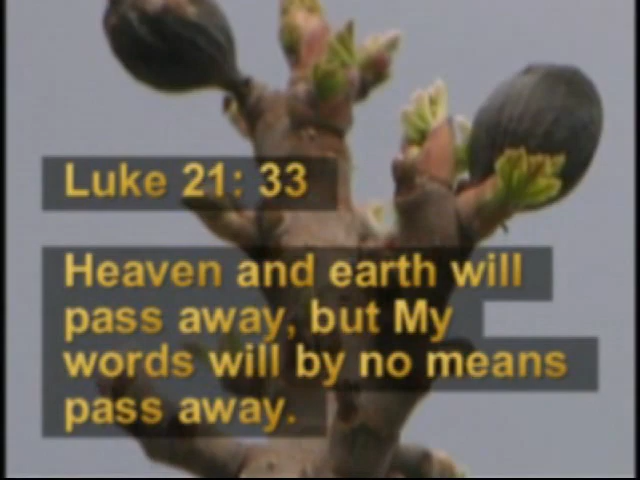 Luke 21: 33
Heaven and earth will
pass away, but My
words will by no means
pass away.